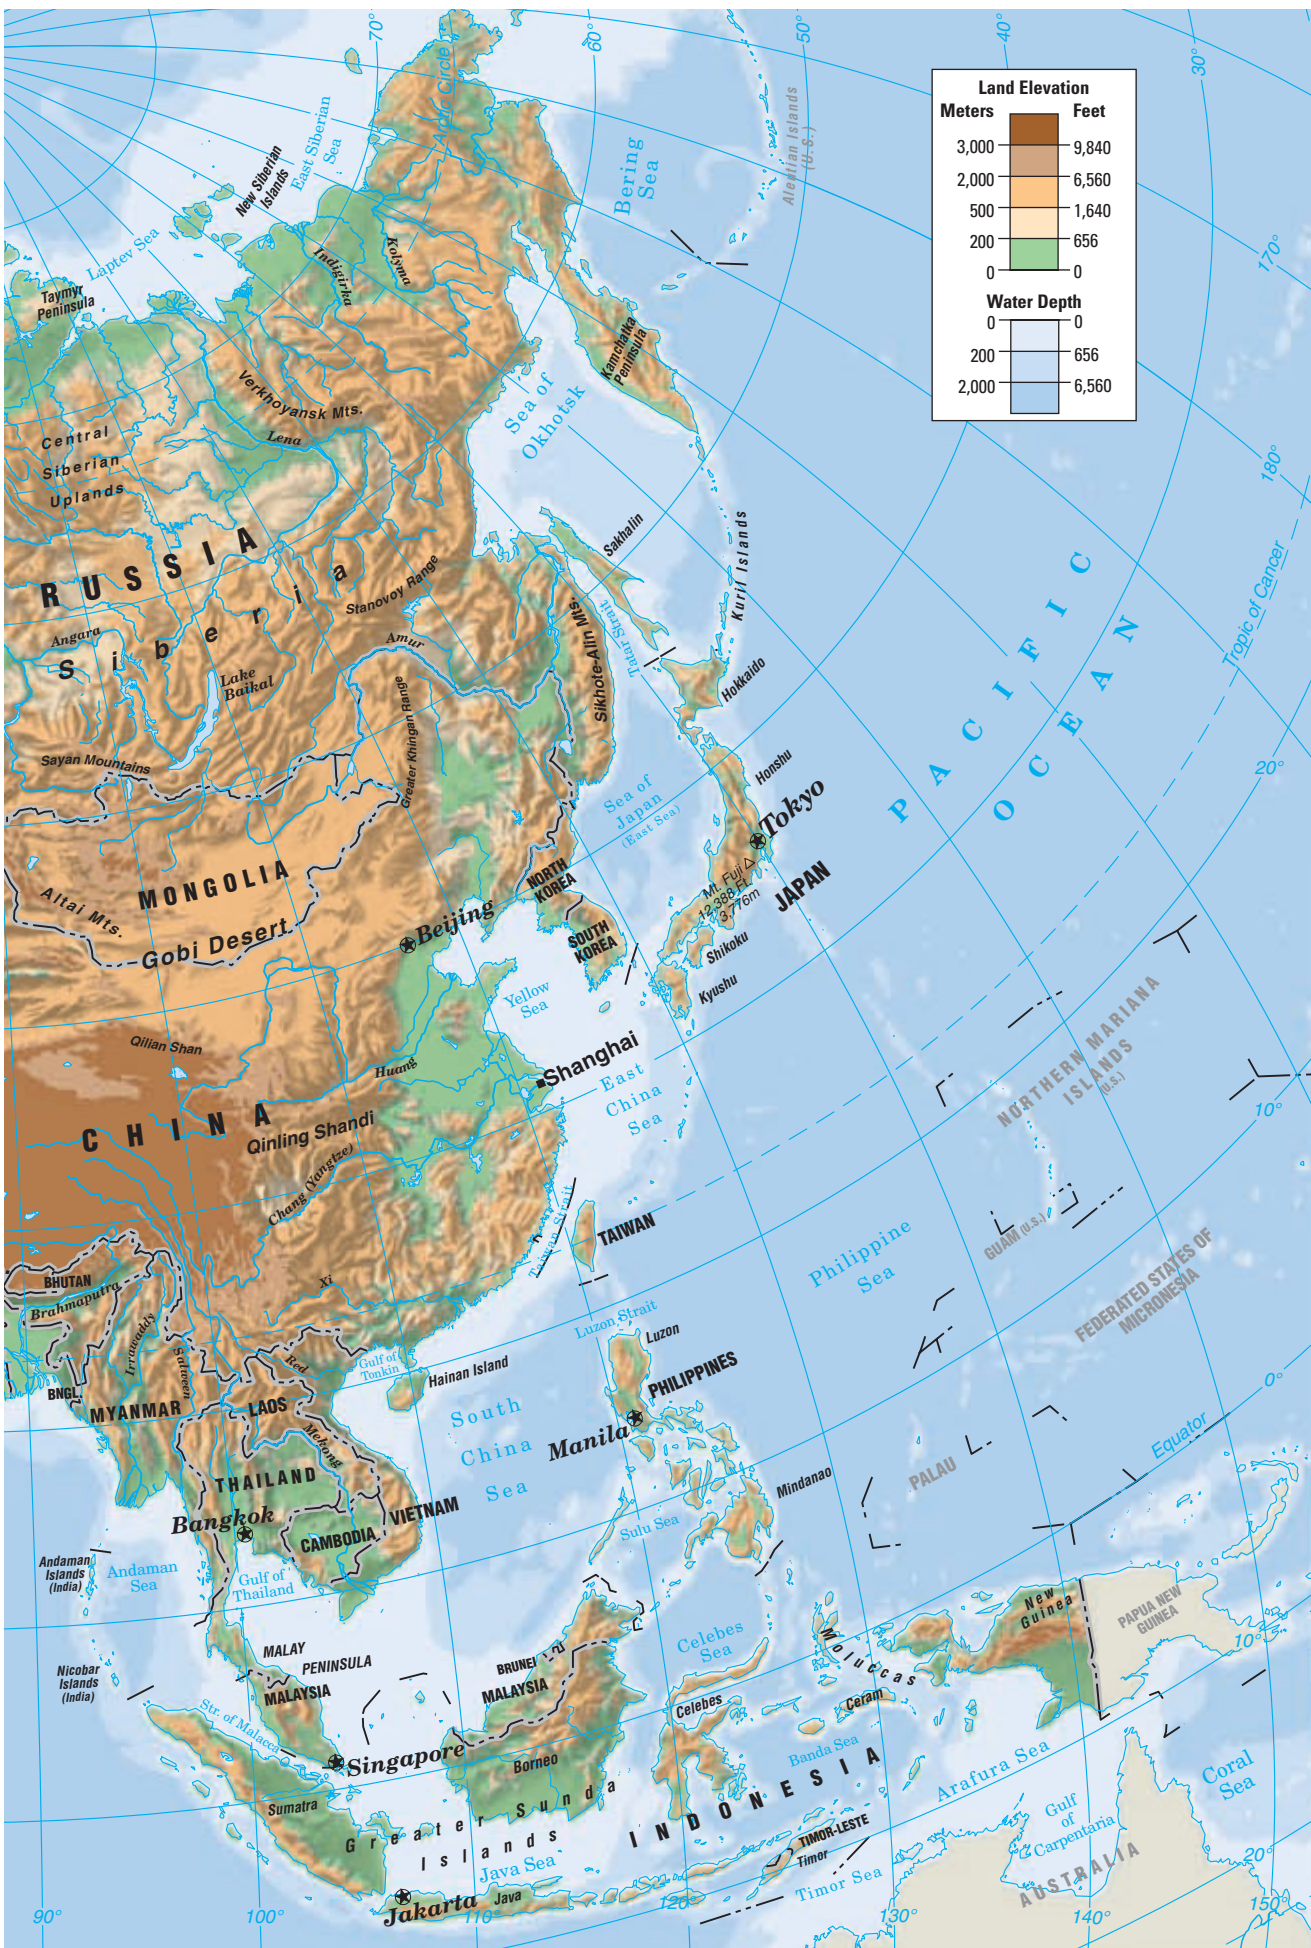 70°
60°
50°
40°
30°
Arctic Circle
Aleutian Islands
(U.S.)
Bering
Sea
East Siberian
Sea
New Siberian
Islands
Laptev Sea
Taymyr
Peninsula
Indigirka
Kolyma
Land Elevation
Meters
Feet
3,000
9,840
2,000
6,560
500
1,640
200
656
0
0
Water Depth
0
0
200
656
2,000
6,560
170°
Kamchatka
Peninsula
Sea of
Okhotsk
Verkhoyansk Mts.
Lena
Central
Siberian
Uplands
180°
RUSSIA
Siberia
Sakhalin
Kuril Islands
Stanovoy Range
Angara
Amur
Lake
Baikal
Tatar Strait
Sikhote-Alin Mts.
Hokkaido
PACIFIC
OCEAN
Tropic of Cancer
Sayan Mountains
Greater Khingan Range
Honshu
20°
Sea of
Japan
(East Sea)
Tokyo
Mt. Fuji
12,388 Ft.
3,776m
JAPAN
MONGOLIA
Altai Mts.
Gobi Desert
Beijing
NORTH
KOREA
SOUTH
KOREA
Shikoku
Kyushu
Yellow
Sea
Qilian Shan
Huang
Shanghai
East
China
Sea
NORTHERN MARIANA
ISLANDS
(U.S.)
10°
CHINA
Qinling Shandi
Chang (Yangtze)
Taiwan Strait
TAIWAN
GUAM (U.S.)
Philippine
Sea
FEDERATED STATES OF
MICRONESIA
BHUTAN
Brahmaputra
Xi
Irrawaddy
Salween
Luzon Strait
Luzon
Red
Gulf of
Tonkin
Hainan Island
BNGL.
MYANMAR
LAOS
PHILIPPINES
Manila
South
China
Sea
0°
Equator
Mekong
THAILAND
Bangkok
VIETNAM
CAMBODIA
PALAU
Mindanao
Sulu Sea
Andaman
Islands
(India)
Andaman
Sea
Gulf of
Thailand
New
Guinea
PAPUA NEW
GUINEA
10°
Celebes
Sea
Moluccas
MALAY
PENINSULA
MALAYSIA
BRUNEI
MALAYSIA
Nicobar
Islands
(India)
Str. of Malacca
Celebes
Ceram
Singapore
Borneo
Banda Sea
Arafura Sea
Coral
Sea
Sumatra
Greater Sunda
Islands
INDONESIA
Gulf
of
Carpentaria
TIMOR-LESTE
Timor
Java Sea
Timor Sea
AUSTRALIA
20°
Jakarta
Java
90°
100°
110°
120°
130°
140°
150°